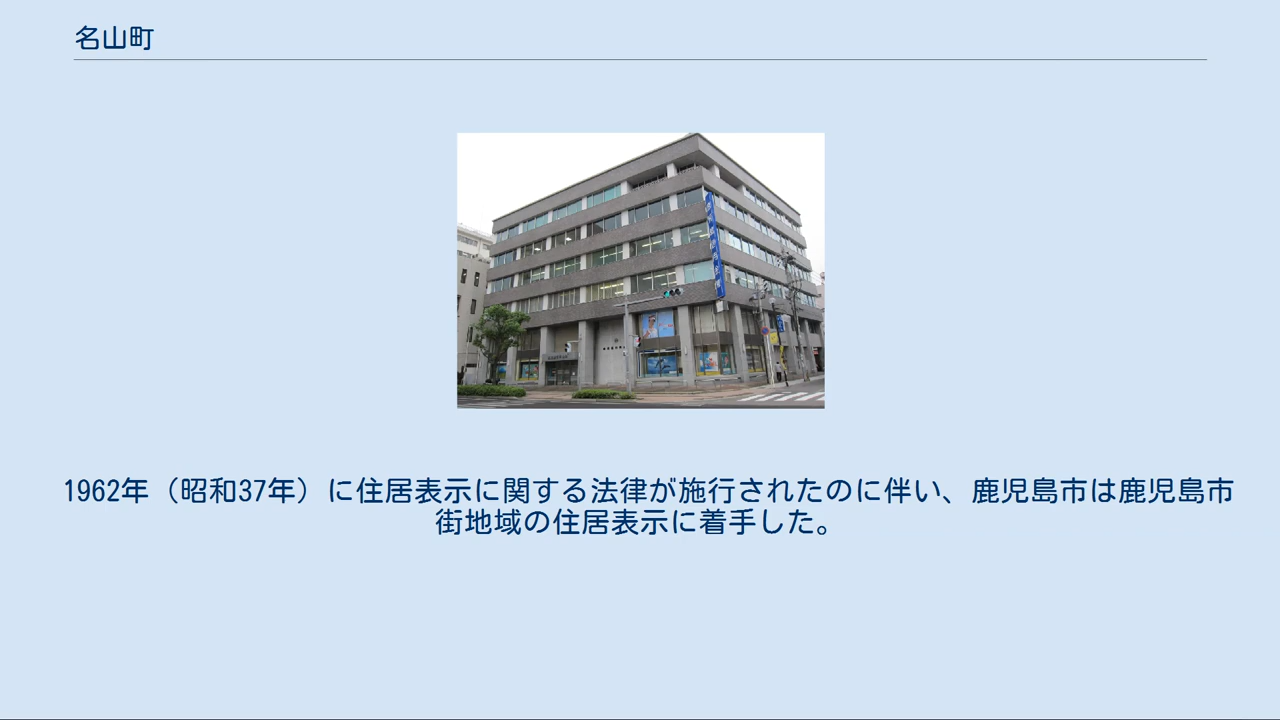 名山町
1962年（昭和37年）に住居表示に関する法律が施行されたのに伴い、鹿児島市は鹿児島市
街地域の住居表示に着手した。